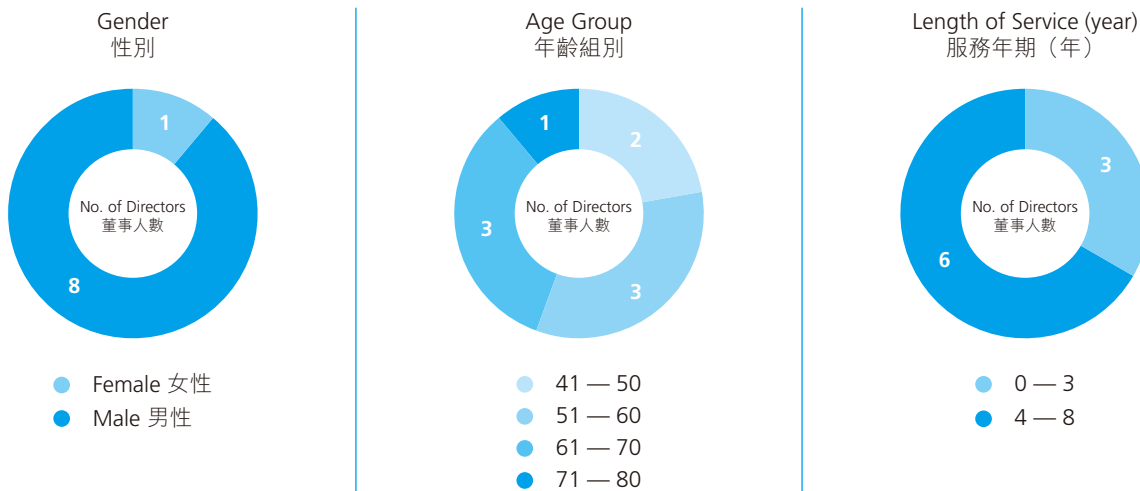 Gender
性別
1
No. of Directors
董事人數
8
Female 女性
Male 男性
Age Group
年齡組別
1
2
No. of Directors
董事人數
3
3
41 — 50
51 — 60
61 — 70
71 — 80
Length of Service (year)
服務年期（年）
3
No. of Directors
董事人數
6
0 — 3
4 — 8